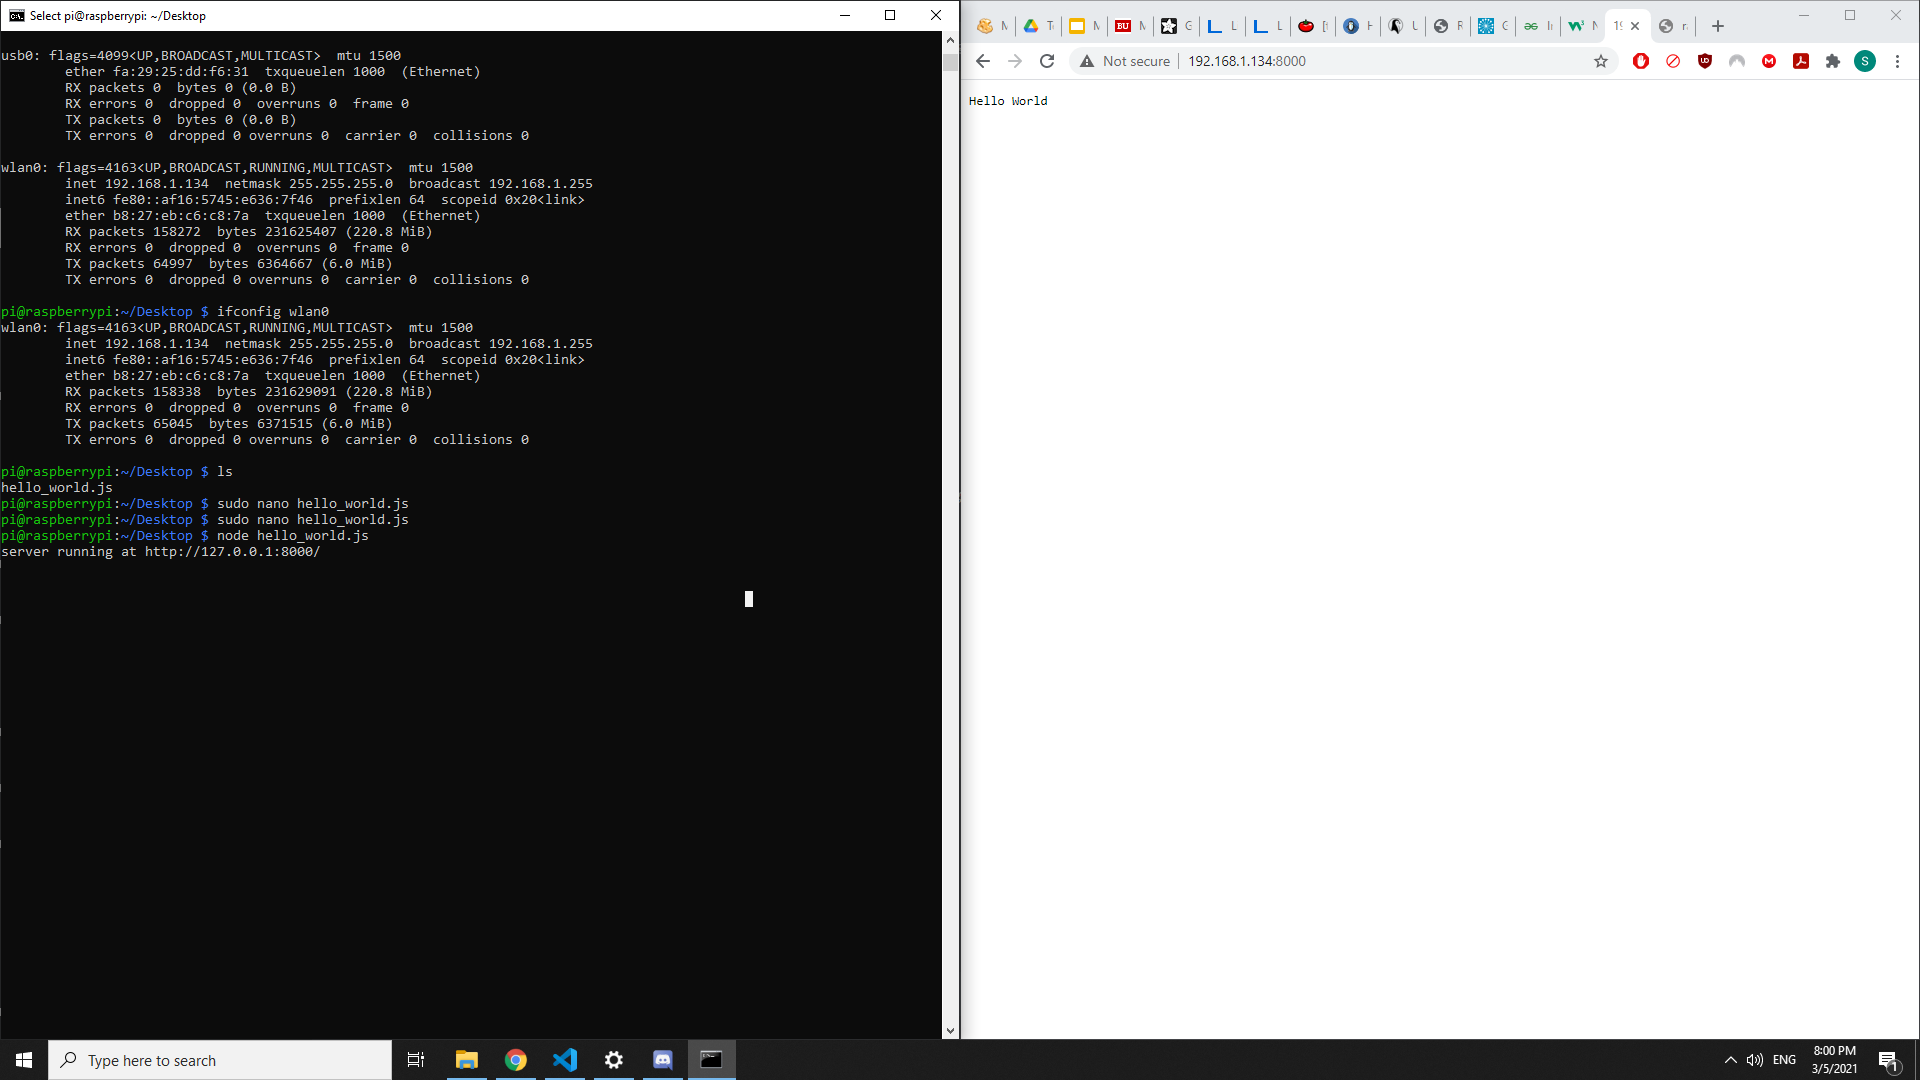 Select pi@raspberrypi: ~/Desktop
usb0: flags=4099<UP,BROADCAST,MULTICAST>  mtu 1500
        ether fa:29:25:dd:f6:31  txqueuelen 1000  (Ethernet)
        RX packets 0  bytes 0 (0.0 B)
        RX errors 0  dropped 0  overruns 0  frame 0
        TX packets 0  bytes 0 (0.0 B)
        TX errors 0  dropped 0 overruns 0  carrier 0  collisions 0
wlan0: flags=4163<UP,BROADCAST,RUNNING,MULTICAST>  mtu 1500
        inet 192.168.1.134  netmask 255.255.255.0  broadcast 192.168.1.255
        inet6 fe80::af16:5745:e636:7f46  prefixlen 64  scopeid 0x20<link>
        ether b8:27:eb:c6:c8:7a  txqueuelen 1000  (Ethernet)
        RX packets 158272  bytes 231625407 (220.8 MiB)
        RX errors 0  dropped 0  overruns 0  frame 0
        TX packets 64997  bytes 6364667 (6.0 MiB)
        TX errors 0  dropped 0 overruns 0  carrier 0  collisions 0
pi@raspberrypi:~/Desktop $ ifconfig wlan0
wlan0: flags=4163<UP,BROADCAST,RUNNING,MULTICAST>  mtu 1500
        inet 192.168.1.134  netmask 255.255.255.0  broadcast 192.168.1.255
        inet6 fe80::af16:5745:e636:7f46  prefixlen 64  scopeid 0x20<link>
        ether b8:27:eb:c6:c8:7a  txqueuelen 1000  (Ethernet)
        RX packets 158338  bytes 231629091 (220.8 MiB)
        RX errors 0  dropped 0  overruns 0  frame 0
        TX packets 65045  bytes 6371515 (6.0 MiB)
        TX errors 0  dropped 0 overruns 0  carrier 0  collisions 0
pi@raspberrypi:~/Desktop $ ls
hello_world.js
pi@raspberrypi:~/Desktop $ sudo nano hello_world.js
pi@raspberrypi:~/Desktop $ sudo nano hello_world.js
pi@raspberrypi:~/Desktop $ node hello_world.js
server running at http://127.0.0.1:8000/
BU
Not secure
192.168.1.134:8000
S
Hello World
Type here to search
ENG
8:00 PM
3/5/2021
1